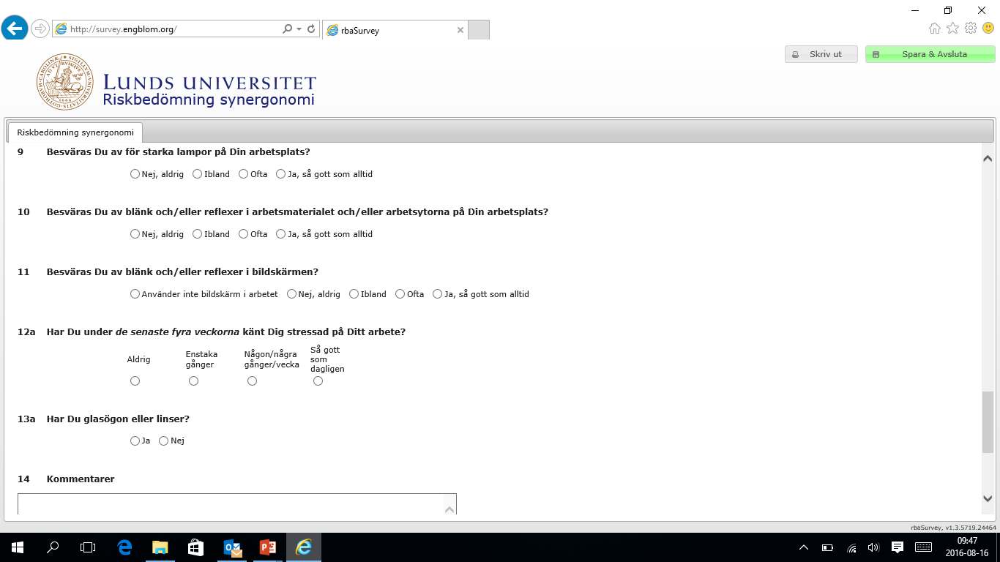 http://survey.engblom.org/
rbaSurvey
Skriv ut
Spara & Avsluta
LUNDS UNIVERSITET
Riskbedömning synergonomi
Riskbedömning synergonomi
9 Besväras Du av för starka lampor på Din arbetsplats?
Nej, aldrig Ibland Ofta Ja, så gott som alltid
10 Besväras Du av blänk och/eller reflexer i arbetsmaterialet och/eller arbetsytorna på Din arbetsplats?
Nej, aldrig Ibland Ofta Ja, så gott som alltid
11 Besväras Du av blänk och/eller reflexer i bildskärmen?
Använder inte bildskärm i arbetet Nej, aldrig Ibland Ofta Ja, så gott som alltid
12a Har Du under de senaste fyra veckorna känt Dig stressad på Ditt arbete?
Aldrig
Enstaka
gånger
Någon/några
gånger/vecka
Så gott
som
dagligen
13a Har Du glasögon eller linser?
Ja Nej
14 Kommentarer
rbaSurvey, v1.3.5719.24464
09:47
2016-08-16